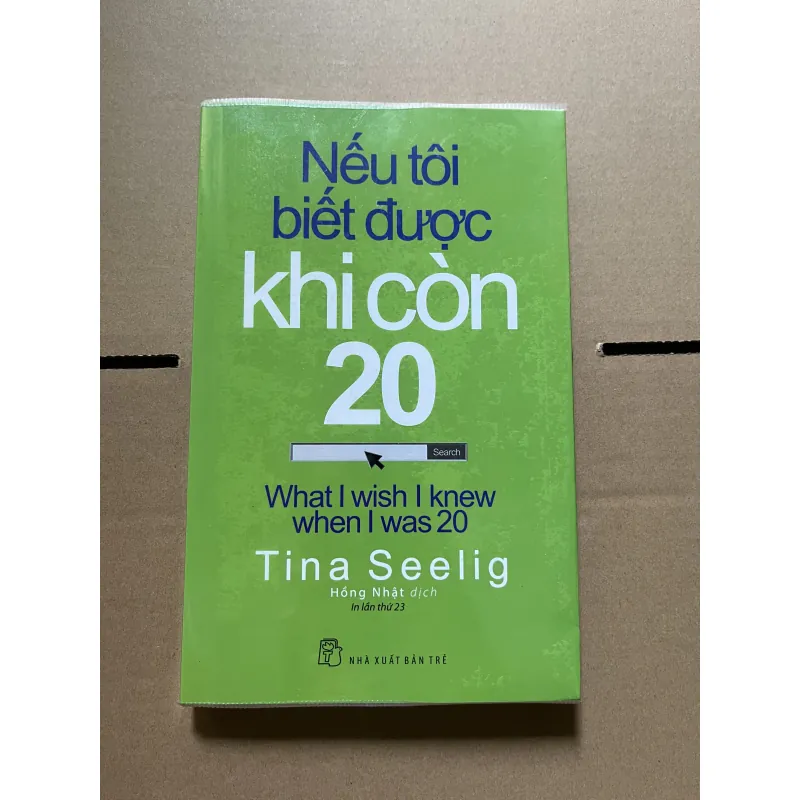 Nếu tôi
biết được
khi còn
20
Search
What I wish I knew
when I was 20
Tina Seelig
Hồng Nhật dịch
In lần thứ 23
NHÀ XUẤT BẢN TRẺ